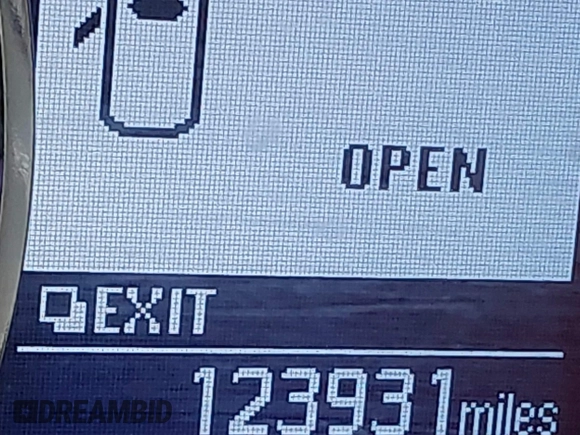 OPEN
EXIT
123931 miles
DREAMBID